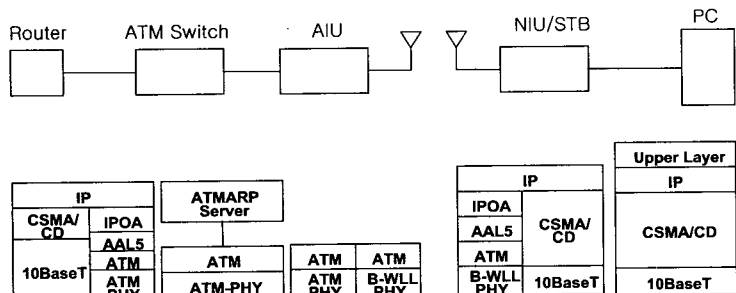 Router
ATM Switch
AIU
NIU/STB
PC
IP
CSMA/
CD
10BaseT
IPOA
AAL5
ATM
ATM
PHY
ATMARP
Server
ATM
ATM-PHY
ATM
ATM
PHY
ATM
B-WLL
PHY
IP
IPOA
AAL5
ATM
B-WLL
PHY
CSMA/
CD
10BaseT
Upper Layer
IP
CSMA/CD
10BaseT